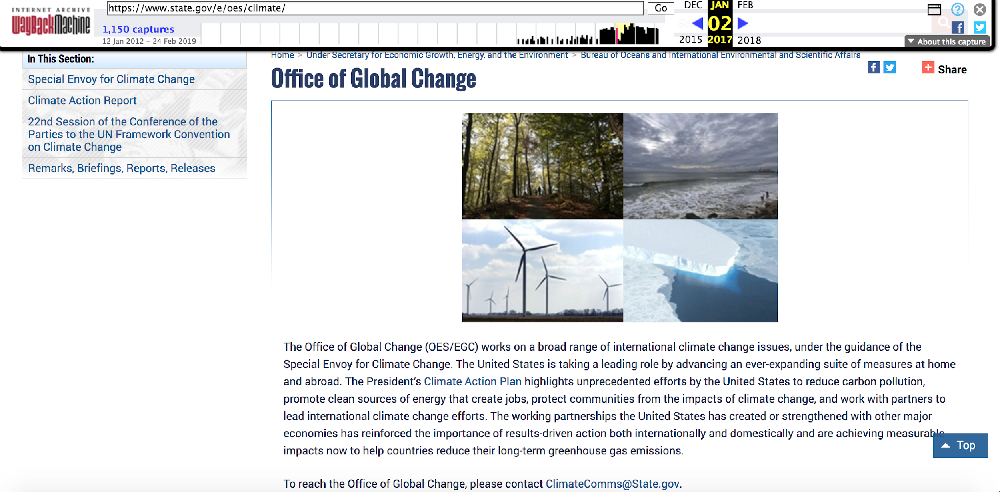 INTERNET ARCHIVE
WayBackMachine
https://www.state.gov/e/oes/climate/
Go
DEC JAN FEB
1,150 captures
02
12 Jan 2012 – 24 Feb 2019
2015 2017 2018
f
▼ About this capture
In This Section:
Special Envoy for Climate Change
Climate Action Report
22nd Session of the Conference of the
Parties to the UN Framework Convention
on Climate Change
Remarks, Briefings, Reports, Releases
Home > Under Secretary for Economic Growth, Energy, and the Environment > Bureau of Oceans and International Environmental and Scientific Affairs
f
+ Share
Office of Global Change
The Office of Global Change (OES/EGC) works on a broad range of international climate change issues, under the guidance of the
Special Envoy for Climate Change. The United States is taking a leading role by advancing an ever-expanding suite of measures at home
and abroad. The President’s Climate Action Plan highlights unprecedented efforts by the United States to reduce carbon pollution,
promote clean sources of energy that create jobs, protect communities from the impacts of climate change, and work with partners to
lead international climate change efforts. The working partnerships the United States has created or strengthened with other major
economies has reinforced the importance of results-driven action both internationally and domestically and are achieving measurable
impacts now to help countries reduce their long-term greenhouse gas emissions.
Top
To reach the Office of Global Change, please contact ClimateComms@State.gov.